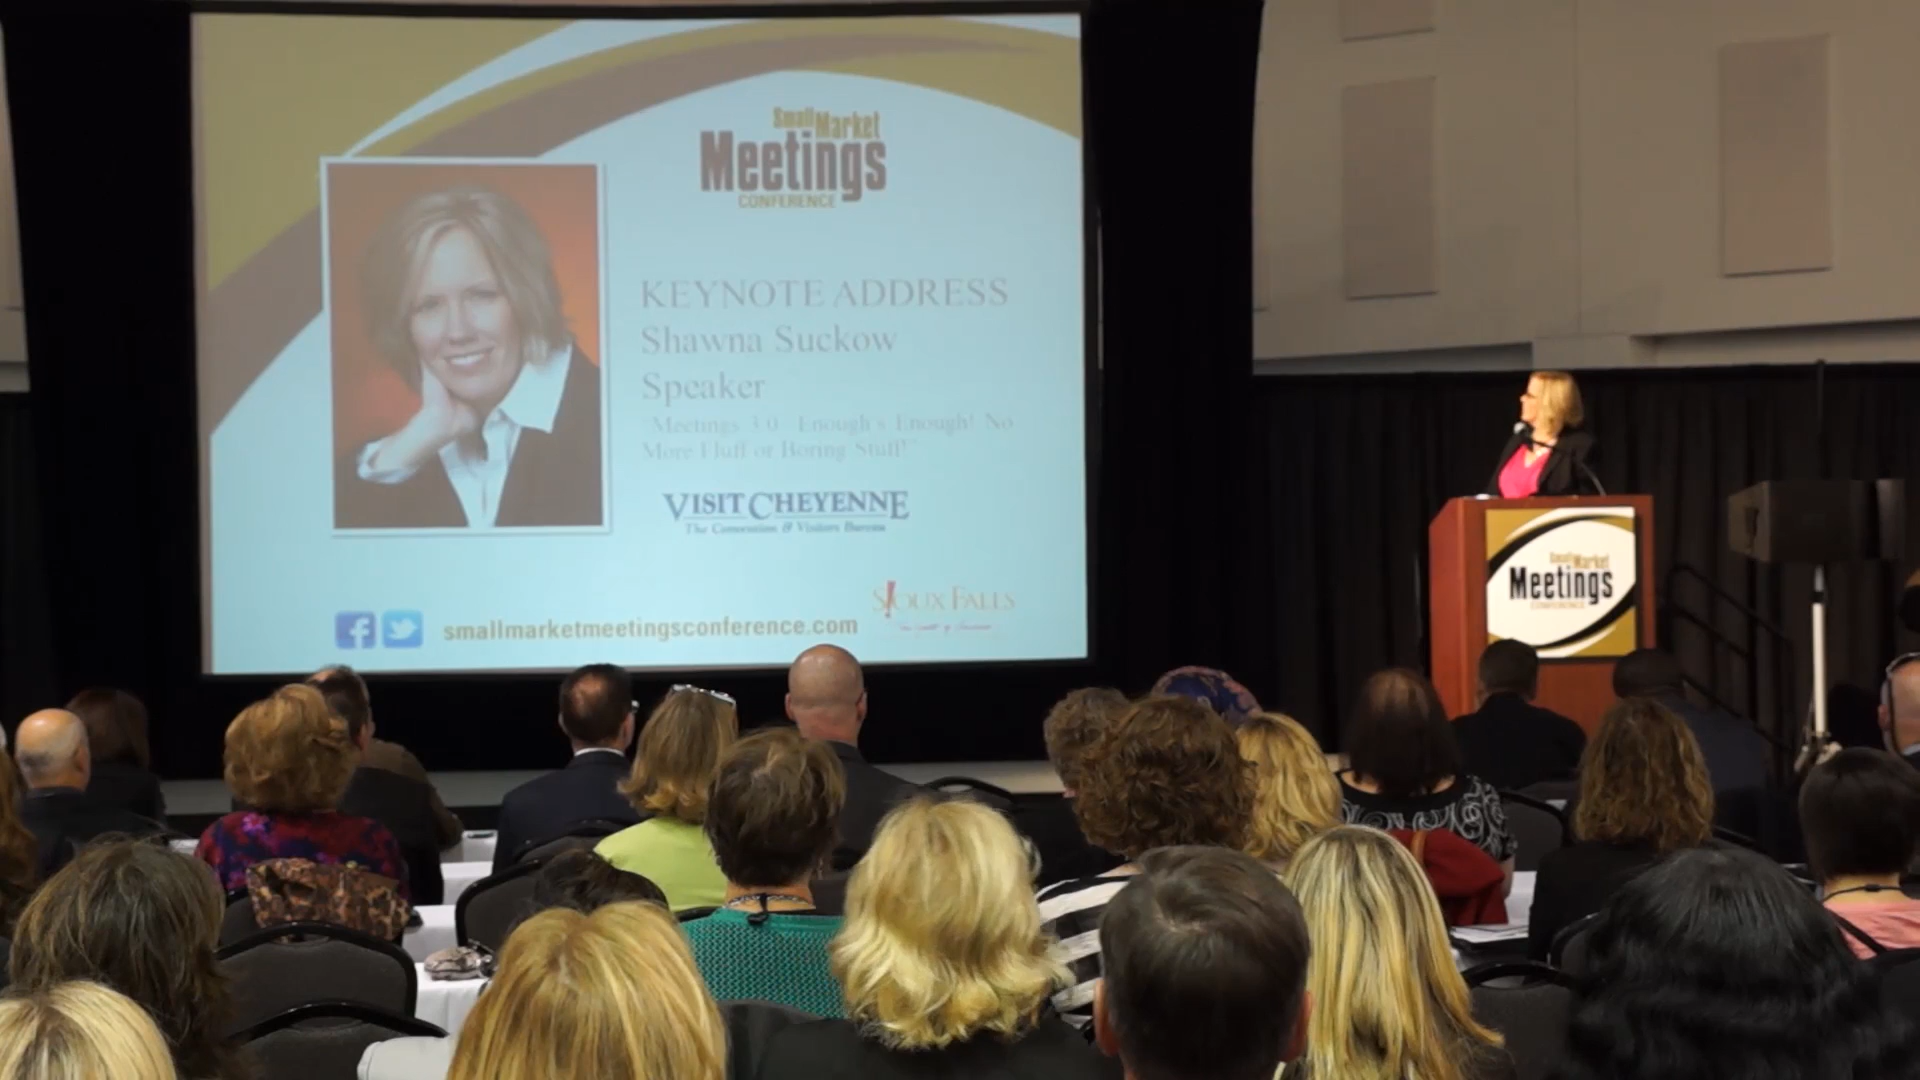 Small Market
Meetings
CONFERENCE
KEYNOTE ADDRESS
Shawna Suckow
Speaker
"Meetings 3.0 Enough's Enough! No
More Fluff or Boring Stuff!"
VISIT CHEYENNE
The Convention & Visitors Bureau
smallmarketmeetingsconference.com
SIOUX FALLS
Small Market
Meetings
CONFERENCE